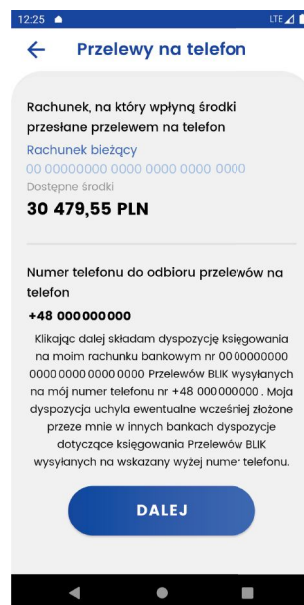 12:25 LTE
Przelewy na telefon
Rachunek, na który wpłyną środki
przesłane przelewem na telefon
Rachunek bieżący
00 00000000 0000 0000 0000 0000
Dostępne środki
30 479,55 PLN
Numer telefonu do odbioru przelewów na
telefon
+48 000000000
Klikając dalej składam dyspozycję księgowania
na moim rachunku bankowym nr 00 00000000
0000 0000 0000 0000 Przelewów BLIK wysyłanych
na mój numer telefonu nr +48 000000000 . Moja
dyspozycja uchyla ewentualne wcześniej złożone
przeze mnie w innych bankach dyspozycje
dotyczące księgowania Przelewów BLIK
wysyłanych na wskazany wyżej numer telefonu.
DALEJ